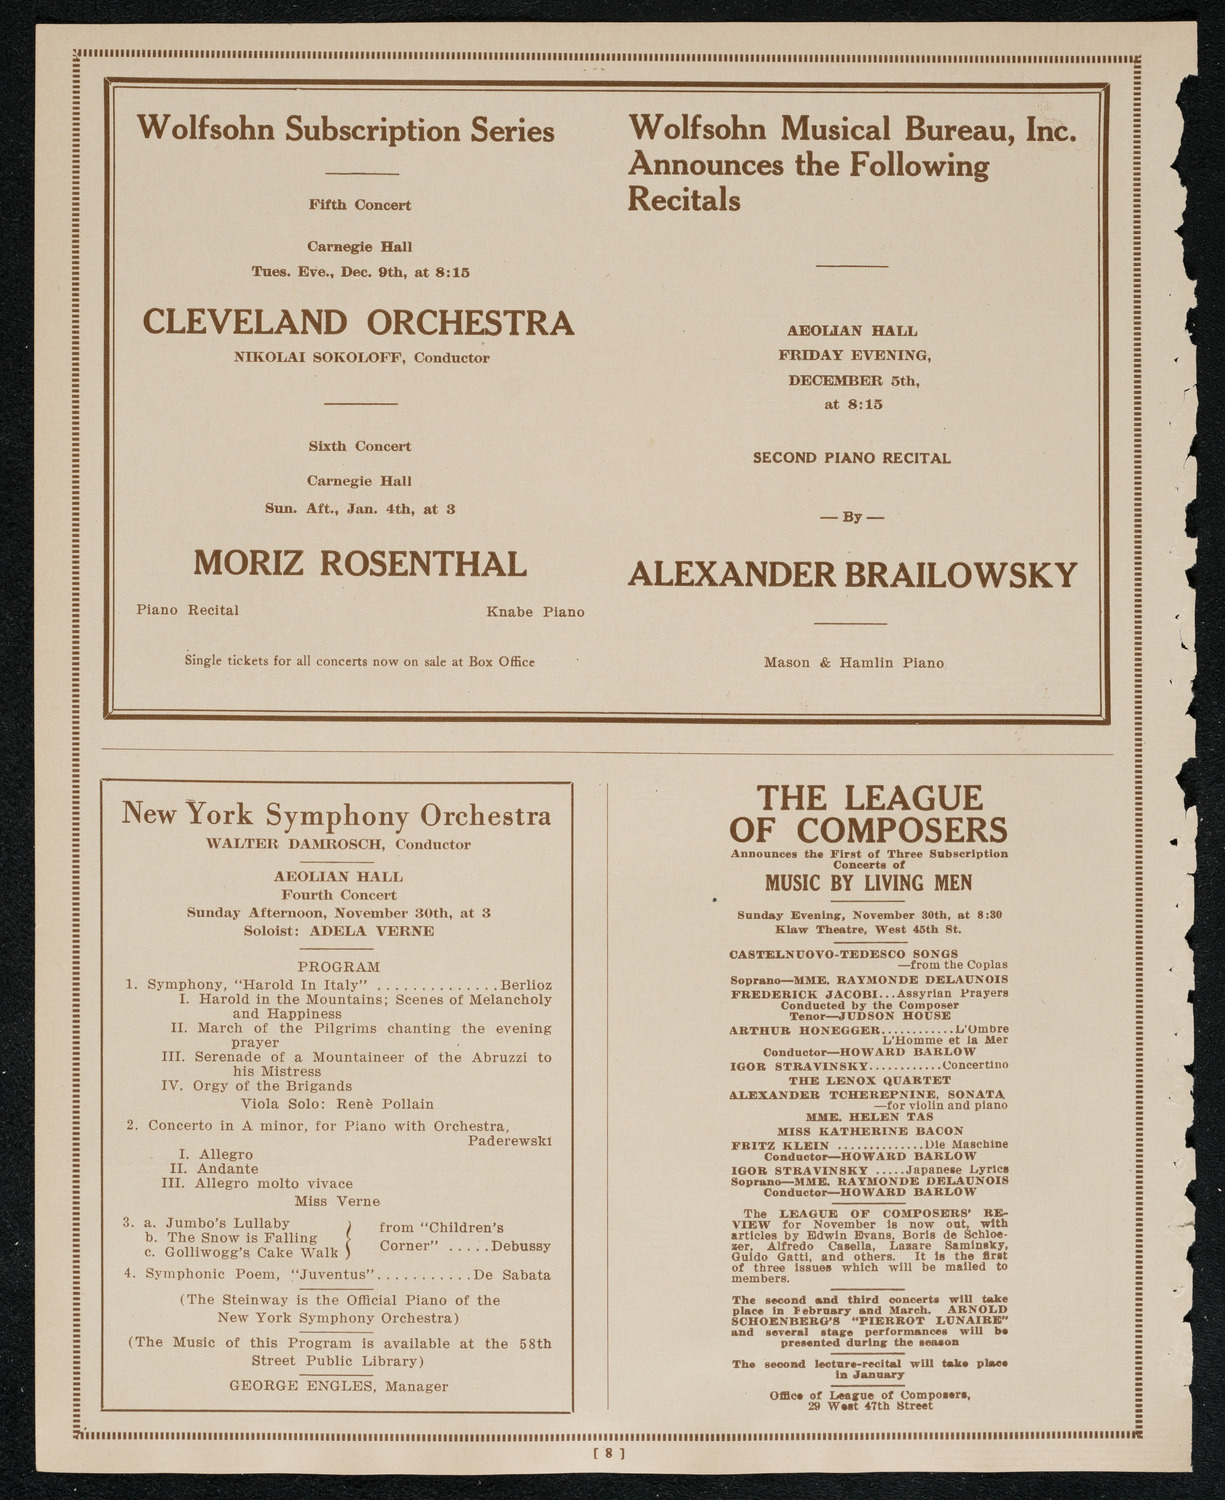 Wolfsohn Subscription Series
Fifth Concert
Carnegie Hall
Tues. Eve., Dec. 9th, at 8:15
CLEVELAND ORCHESTRA
NIKOLAI SOKOLOFF, Conductor
Sixth Concert
Carnegie Hall
Sun. Aft., Jan. 4th, at 3
MORIZ ROSENTHAL
Piano Recital Knabe Piano
Single tickets for all concerts now on sale at Box Office
Wolfsohn Musical Bureau, Inc.
Announces the Following
Recitals
AEOLIAN HALL
FRIDAY EVENING,
DECEMBER 5th,
at 8:15
SECOND PIANO RECITAL
— By —
ALEXANDER BRAILOWSKY
Mason & Hamlin Piano
New York Symphony Orchestra
WALTER DAMROSCH, Conductor
AEOLIAN HALL
Fourth Concert
Sunday Afternoon, November 30th, at 3
Soloist: ADELA VERNE
PROGRAM
1. Symphony, "Harold In Italy" ..............Berlioz
I. Harold in the Mountains; Scenes of Melancholy
and Happiness
II. March of the Pilgrims chanting the evening
prayer
III. Serenade of a Mountaineer of the Abruzzi to
his Mistress
IV. Orgy of the Brigands
Viola Solo: Renè Pollain
2. Concerto in A minor, for Piano with Orchestra,
Paderewski
I. Allegro
II. Andante
III. Allegro molto vivace
Miss Verne
3. a. Jumbo's Lullaby
b. The Snow is Falling
c. Golliwogg's Cake Walk
from "Children's
Corner" .....Debussy
4. Symphonic Poem, "Juventus"...........De Sabata
(The Steinway is the Official Piano of the
New York Symphony Orchestra)
(The Music of this Program is available at the 58th
Street Public Library)
GEORGE ENGLES, Manager
THE LEAGUE
OF COMPOSERS
Announces the First of Three Subscription
Concerts of
MUSIC BY LIVING MEN
Sunday Evening, November 30th, at 8:30
Klaw Theatre, West 45th St.
CASTELNUOVO-TEDESCO SONGS
—from the Coplas
Soprano—MME. RAYMONDE DELAUNOIS
FREDERICK JACOBI...Assyrian Prayers
Conducted by the Composer
Tenor—JUDSON HOUSE
ARTHUR HONEGGER...........L'Ombre
L'Homme et la Mer
Conductor—HOWARD BARLOW
IGOR STRAVINSKY...........Concertino
THE LENOX QUARTET
ALEXANDER TCHEREPNINE, SONATA
—for violin and piano
MME. HELEN TAS
MISS KATHERINE BACON
FRITZ KLEIN .............Die Maschine
Conductor—HOWARD BARLOW
IGOR STRAVINSKY .....Japanese Lyrics
Soprano—MME. RAYMONDE DELAUNOIS
Conductor—HOWARD BARLOW
The LEAGUE OF COMPOSERS' RE-
VIEW for November is now out, with
articles by Edwin Evans, Boris de Schloe-
zer, Alfredo Casella, Lazare Saminsky,
Guido Gatti, and others. It is the first
of three issues which will be mailed to
members.
The second and third concerts will take
place in February and March. ARNOLD
SCHOENBERG'S "PIERROT LUNAIRE"
and several stage performances will be
presented during the season
The second lecture-recital will take place
in January
Office of League of Composers,
29 West 47th Street
[ 8 ]